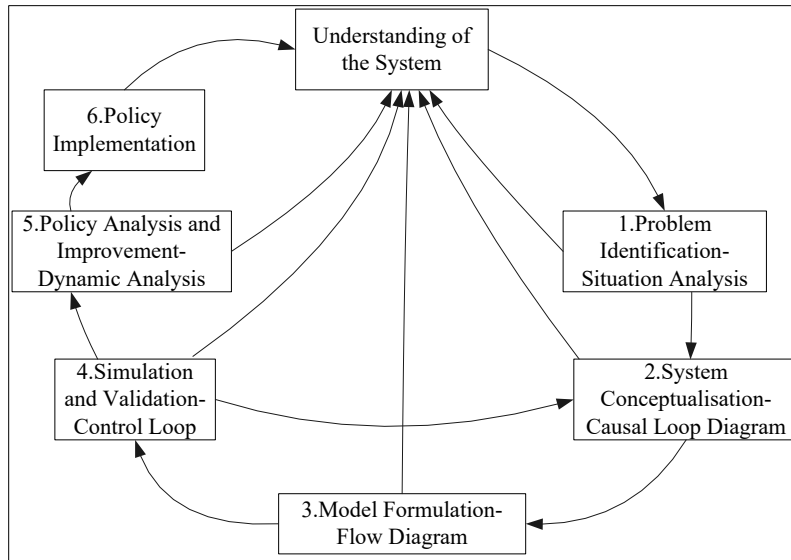 Understanding of
the System
1.Problem
Identification-
Situation Analysis
2.System
Conceptualisation-
Causal Loop Diagram
3.Model Formulation-
Flow Diagram
4.Simulation
and Validation-
Control Loop
5.Policy Analysis and
Improvement-
Dynamic Analysis
6.Policy
Implementation